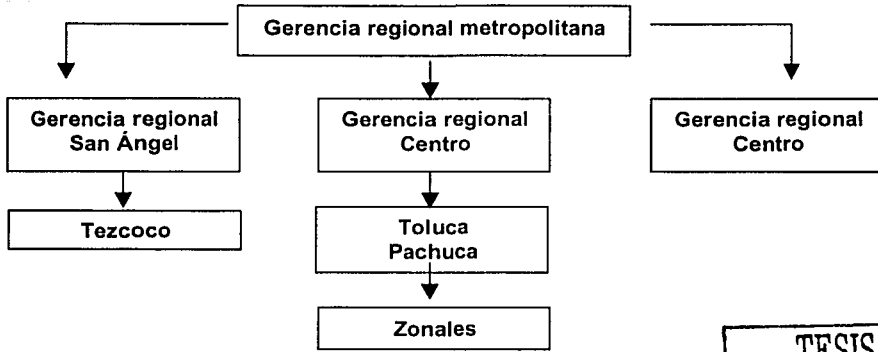 Gerencia regional metropolitana
Gerencia regional
San Ángel
Gerencia regional
Centro
Gerencia regional
Centro
Tezcoco
Toluca
Pachuca
Zonales
TESIS